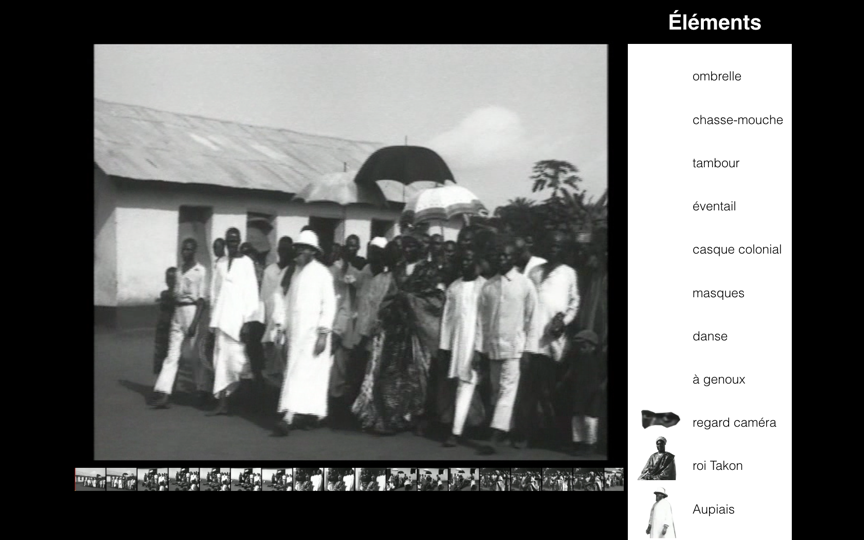 Éléments
ombrelle
chasse-mouche
tambour
éventail
casque colonial
masques
danse
à genoux
regard caméra
roi Takon
Aupiais